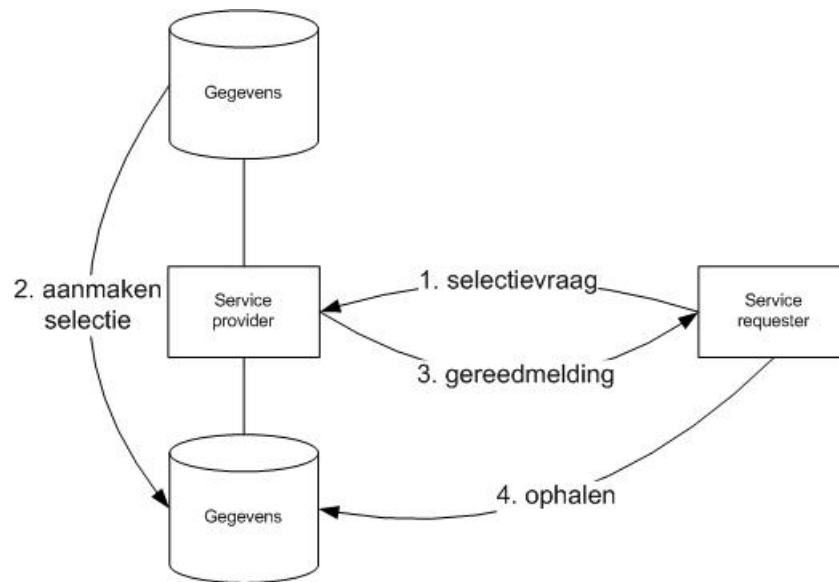 Gegevens
2. aanmaken
selectie
Service
provider
1. selectievraag
Service
requester
3. gereedmelding
4. ophalen
Gegevens